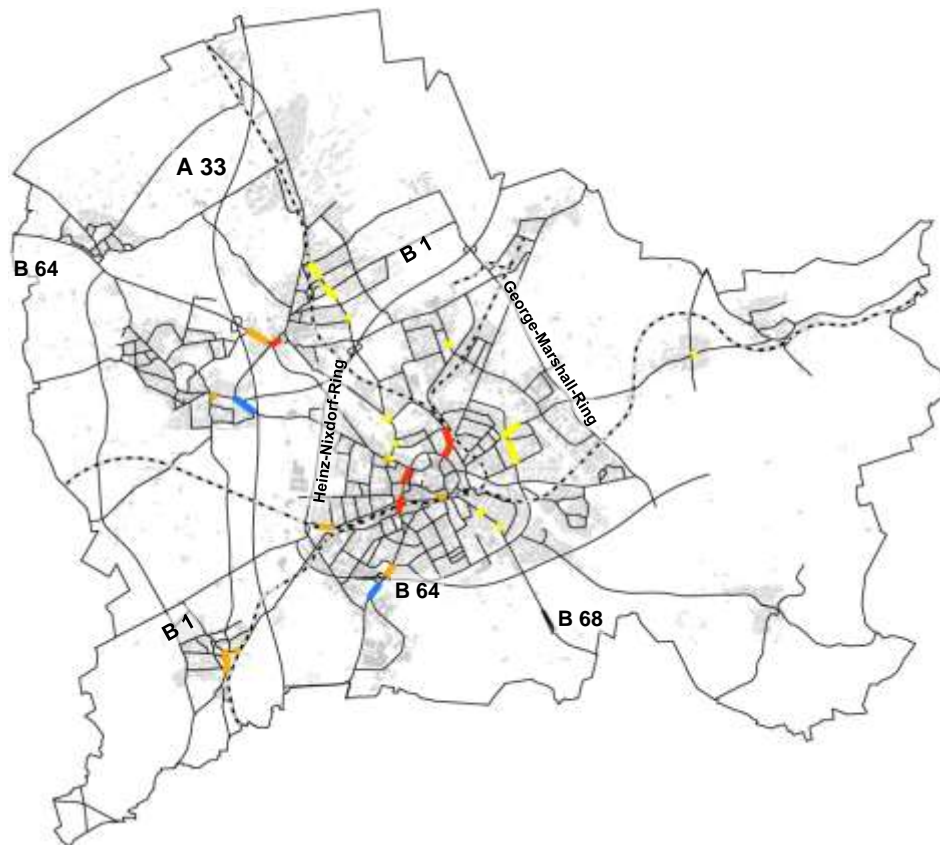 A 33
B 1
B 64
George-Marshall-Ring
Heinz-Nixdorf-Ring
B 64
B 68
B 1